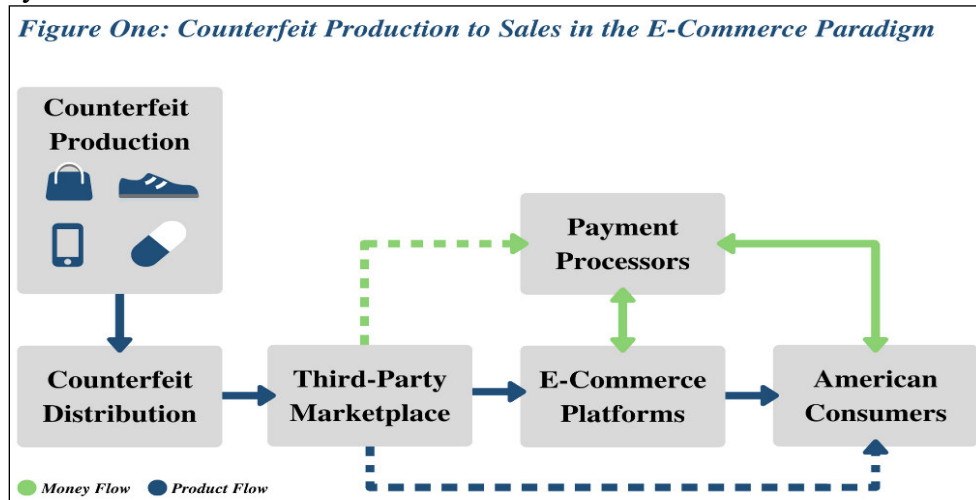 Figure One: Counterfeit Production to Sales in the E-Commerce Paradigm
Counterfeit
Production
Payment
Processors
Counterfeit
Distribution
Third-Party
Marketplace
E-Commerce
Platforms
American
Consumers
Money Flow
Product Flow